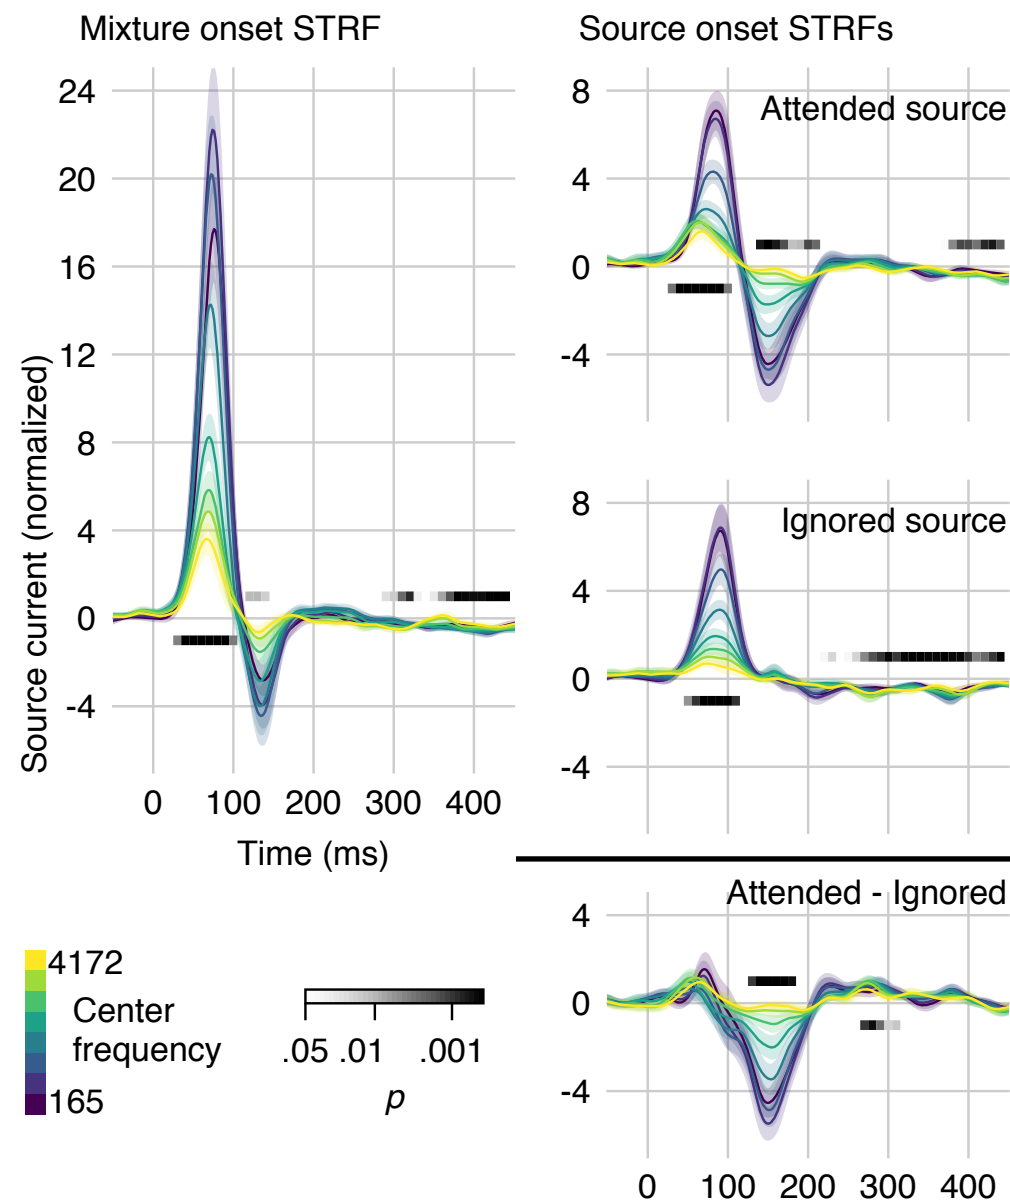 Mixture onset STRF
Source onset STRFs
Source current (normalized)
24
20
16
12
8
4
0
-4
0 100 200 300 400
Time (ms)
Attended source
8
4
0
-4
Ignored source
8
4
0
-4
Attended - Ignored
4
0
-4
0 100 200 300 400
4172
Center
frequency
165
.05 .01 .001
p